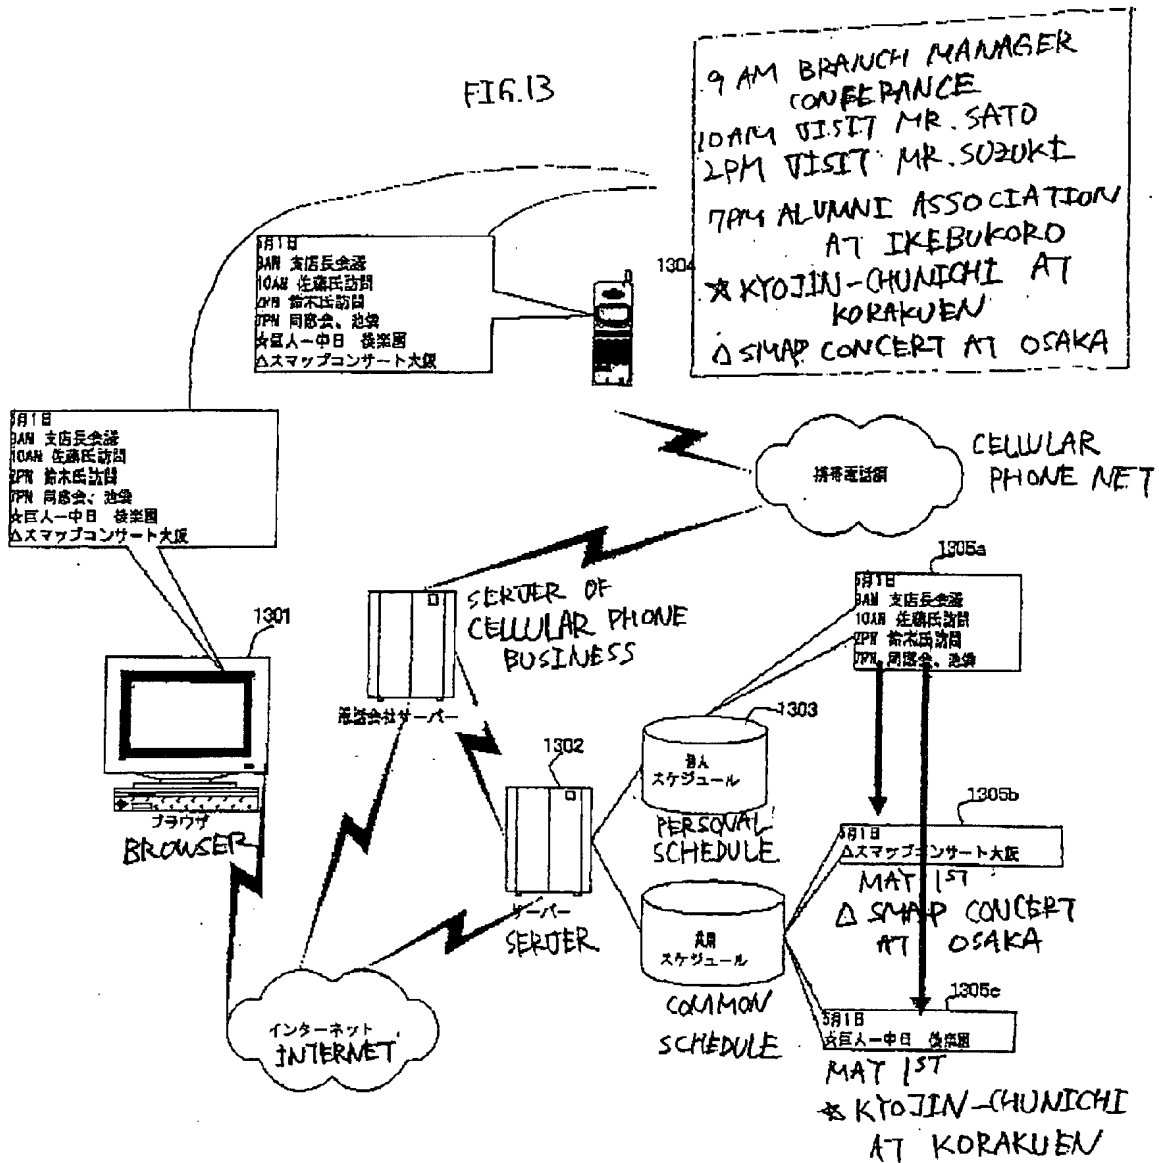 FIG.13
9 AM BRANCH MANAGER
CONFERANCE
10AM VISIT MR. SATO
2PM VISIT MR. SUZUKI
7PM ALUMNI ASSOCIATION
AT IKEBUKORO
☆KYOJIN-CHUNICHI AT
KORAKUEN
△SMAP CONCERT AT OSAKA
5月1日
9AM 支店長会議
10AM 佐藤氏訪問
2PM 鈴木氏訪問
7PM 同窓会、池袋
☆巨人ー中日 後楽園
△スマップコンサート大阪
1304
5月1日
9AM 支店長会議
10AM 佐藤氏訪問
2PM 鈴木氏訪問
7PM 同窓会、池袋
☆巨人ー中日 後楽園
△スマップコンサート大阪
携帯電話網
CELLULAR
PHONE NET
1305a
5月1日
9AM 支店長会議
10AM 佐藤氏訪問
2PM 鈴木氏訪問
7PM 同窓会、池袋
1301
SERVER OF
CELLULAR PHONE
BUSINESS
電話会社サーバー
1302
1303
個人
スケジュール
PERSONAL
SCHEDULE
ブラウザ
BROWSER
1305b
5月1日
△スマップコンサート大阪
MAY 1ST
△ SMAP CONCERT
AT OSAKA
サーバー
SERVER
共用
スケジュール
COMMON
SCHEDULE
1305c
5月1日
☆巨人ー中日 後楽園
MAY 1ST
☆ KYOJIN-CHUNICHI
AT KORAKUEN
インターネット
INTERNET